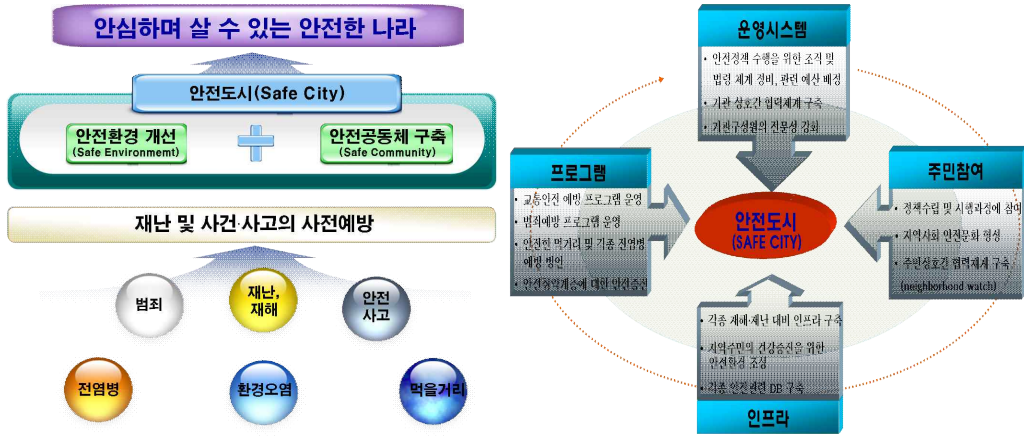 안심하며 살 수 있는 안전한 나라
안전도시(Safe City)
안전환경 개선
(Safe Environmemt)
안전공동체 구축
(Safe Community)
재난 및 사건·사고의 사전예방
범죄
재난,
재해
안전
사고
전염병
환경오염
먹을거리
운영시스템
• 안전정책 수행을 위한 조직 및
법령 체계 정비, 관련 예산 배정
• 기관 상호간 협력체계 구축
• 기관구성원의 전문성 강화
프로그램
• 교통안전 예방 프로그램 운영
• 범죄예방 프로그램 운영
• 안전한 먹거리 및 각종 전염병
예방 방안
• 안전취약계층에 대한 안전증진
안전도시
(SAFE CITY)
주민참여
• 정책수립 및 시행과정에 참여
• 지역사회 안전문화 형성
• 주민상호간 협력체계 구축
(neighborhood watch)
• 각종 재해·재난 대비 인프라 구축
• 지역주민의 건강증진을 위한
안전환경 조성
• 각종 안전관련 DB 구축
인프라